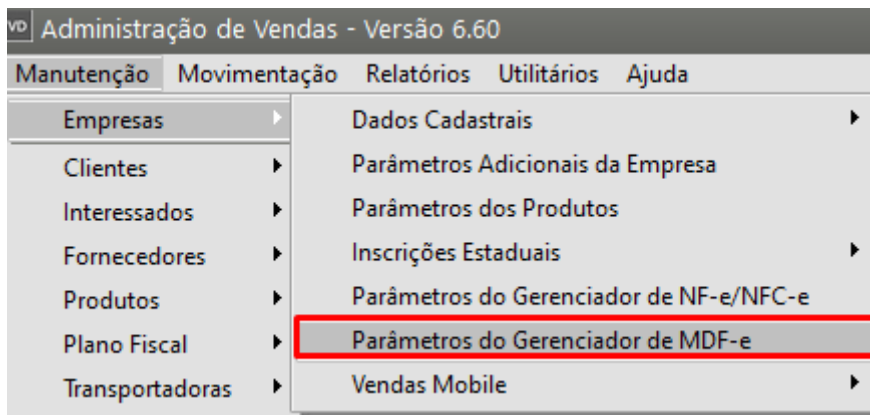 VD Administração de Vendas - Versão 6.60
Manutenção Movimentação Relatórios Utilitários Ajuda
Empresas
Clientes
Interessados
Fornecedores
Produtos
Plano Fiscal
Transportadoras
Dados Cadastrais
Parâmetros Adicionais da Empresa
Parâmetros dos Produtos
Inscrições Estaduais
Parâmetros do Gerenciador de NF-e/NFC-e
Parâmetros do Gerenciador de MDF-e
Vendas Mobile